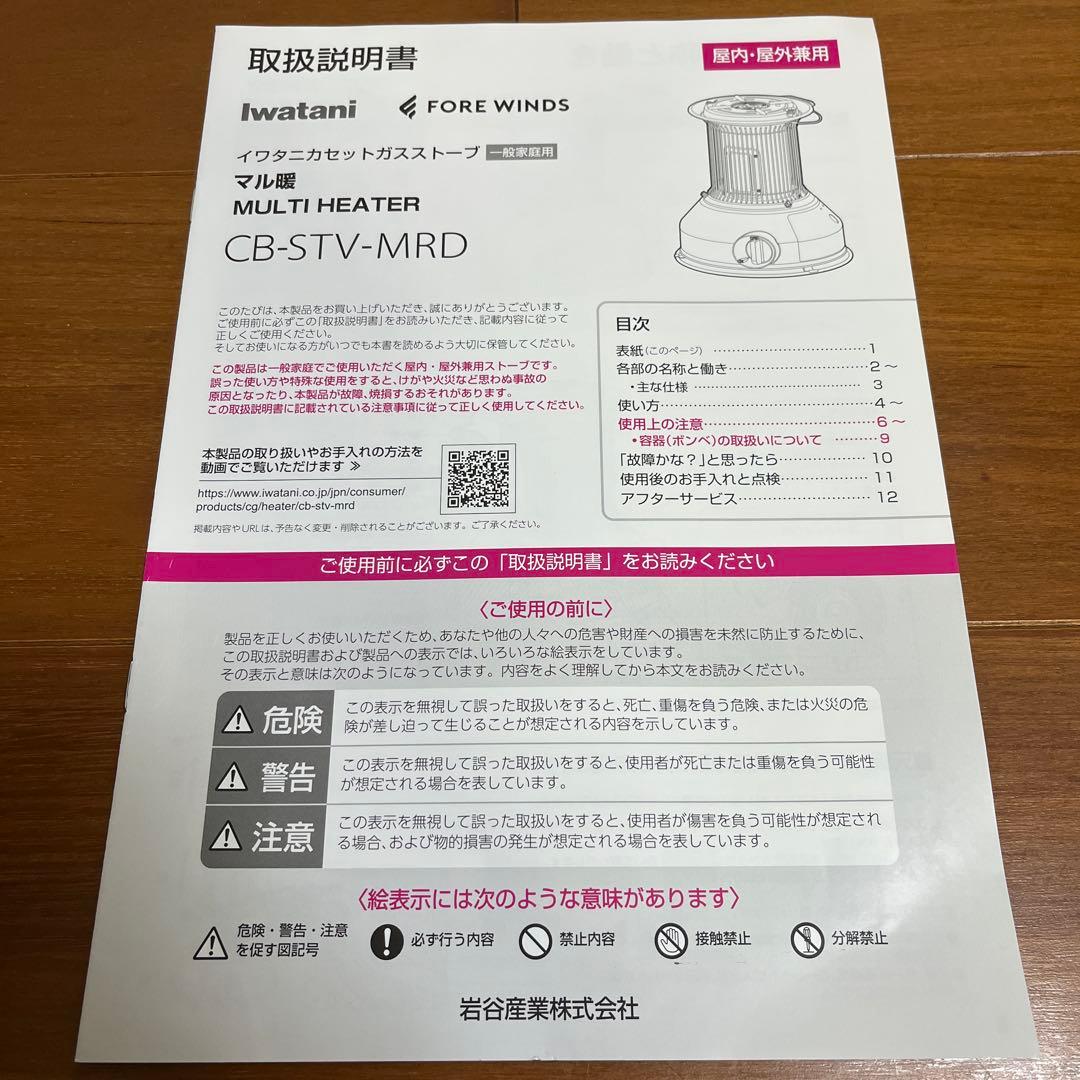 取扱説明書
屋内・屋外兼用
Iwatani
FORE WINDS
イワタニカセットガスストーブ 一般家庭用
マル暖
MULTI HEATER
CB-STV-MRD
このたびは、本製品をお買い上げいただき、誠にありがとうございます。
ご使用前に必ずこの「取扱説明書」をお読みいただき、記載内容に従って
正しくご使用ください。
そしてお使いになる方がいつでも本書を読めるよう大切に保管してください。
この製品は一般家庭でご使用いただく屋内・屋外兼用ストーブです。
誤った使い方や特殊な使用をすると、けがや火災など思わぬ事故の
原因となったり、本製品が故障、焼損するおそれがあります。
この取扱説明書に記載されている注意事項に従って正しく使用してください。
本製品の取り扱いやお手入れの方法を
動画でご覧いただけます ≫
https://www.iwatani.co.jp/jpn/consumer/
products/cg/heater/cb-stv-mrd
掲載内容やURLは、予告なく変更・削除されることがございます。ご了承ください。
目次
表紙(このページ) ……………………1
各部の名称と働き……………………2～
・主な仕様 ……………………3
使い方……………………4～
使用上の注意……………………6～
・容器(ボンベ)の取扱いについて ………9
「故障かな?」と思ったら……………10
使用後のお手入れと点検……………11
アフターサービス……………………12
ご使用前に必ずこの「取扱説明書」をお読みください
〈ご使用の前に〉
製品を正しくお使いいただくため、あなたや他の人々への危害や財産への損害を未然に防止するために、
この取扱説明書および製品への表示では、いろいろな絵表示をしています。
その表示と意味は次のようになっています。内容をよく理解してから本文をお読みください。
危険
この表示を無視して誤った取扱いをすると、死亡、重傷を負う危険、または火災の危
険が差し迫って生じることが想定される内容を示しています。
警告
この表示を無視して誤った取扱いをすると、使用者が死亡または重傷を負う可能性
が想定される場合を表しています。
注意
この表示を無視して誤った取扱いをすると、使用者が傷害を負う可能性が想定され
る場合、および物的損害の発生が想定される場合を表しています。
〈絵表示には次のような意味があります〉
危険・警告・注意
を促す図記号
必ず行う内容
禁止内容
接触禁止
分解禁止
岩谷産業株式会社